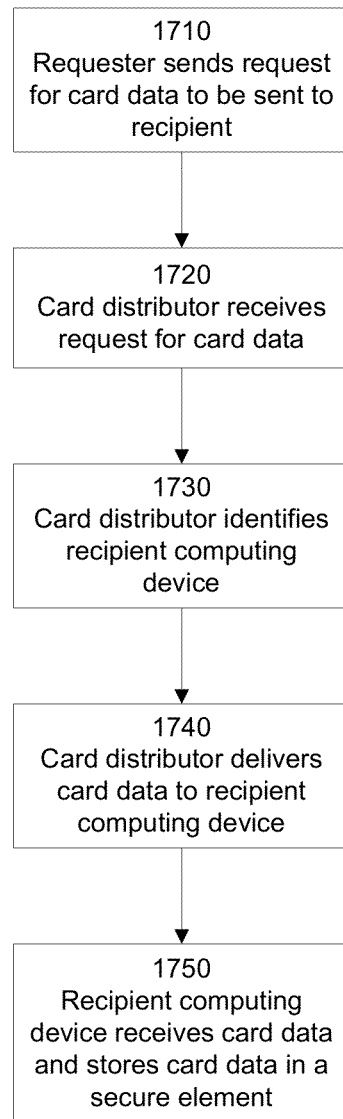 1710
Requester sends request
for card data to be sent to
recipient
1720
Card distributor receives
request for card data
1730
Card distributor identifies
recipient computing
device
1740
Card distributor delivers
card data to recipient
computing device
1750
Recipient computing
device receives card data
and stores card data in a
secure element